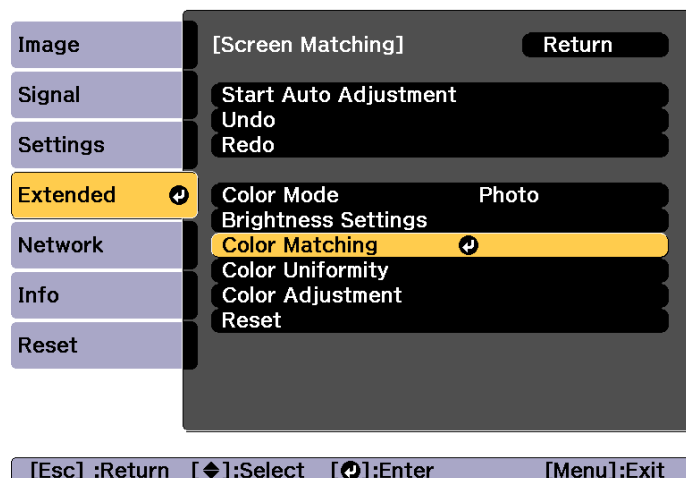 Image
Signal
Settings
Extended
Network
Info
Reset
[Screen Matching] Return
Start Auto Adjustment
Undo
Redo
Color Mode Photo
Brightness Settings
Color Matching
Color Uniformity
Color Adjustment
Reset
[Esc] :Return [◆]:Select [↵]:Enter [Menu]:Exit